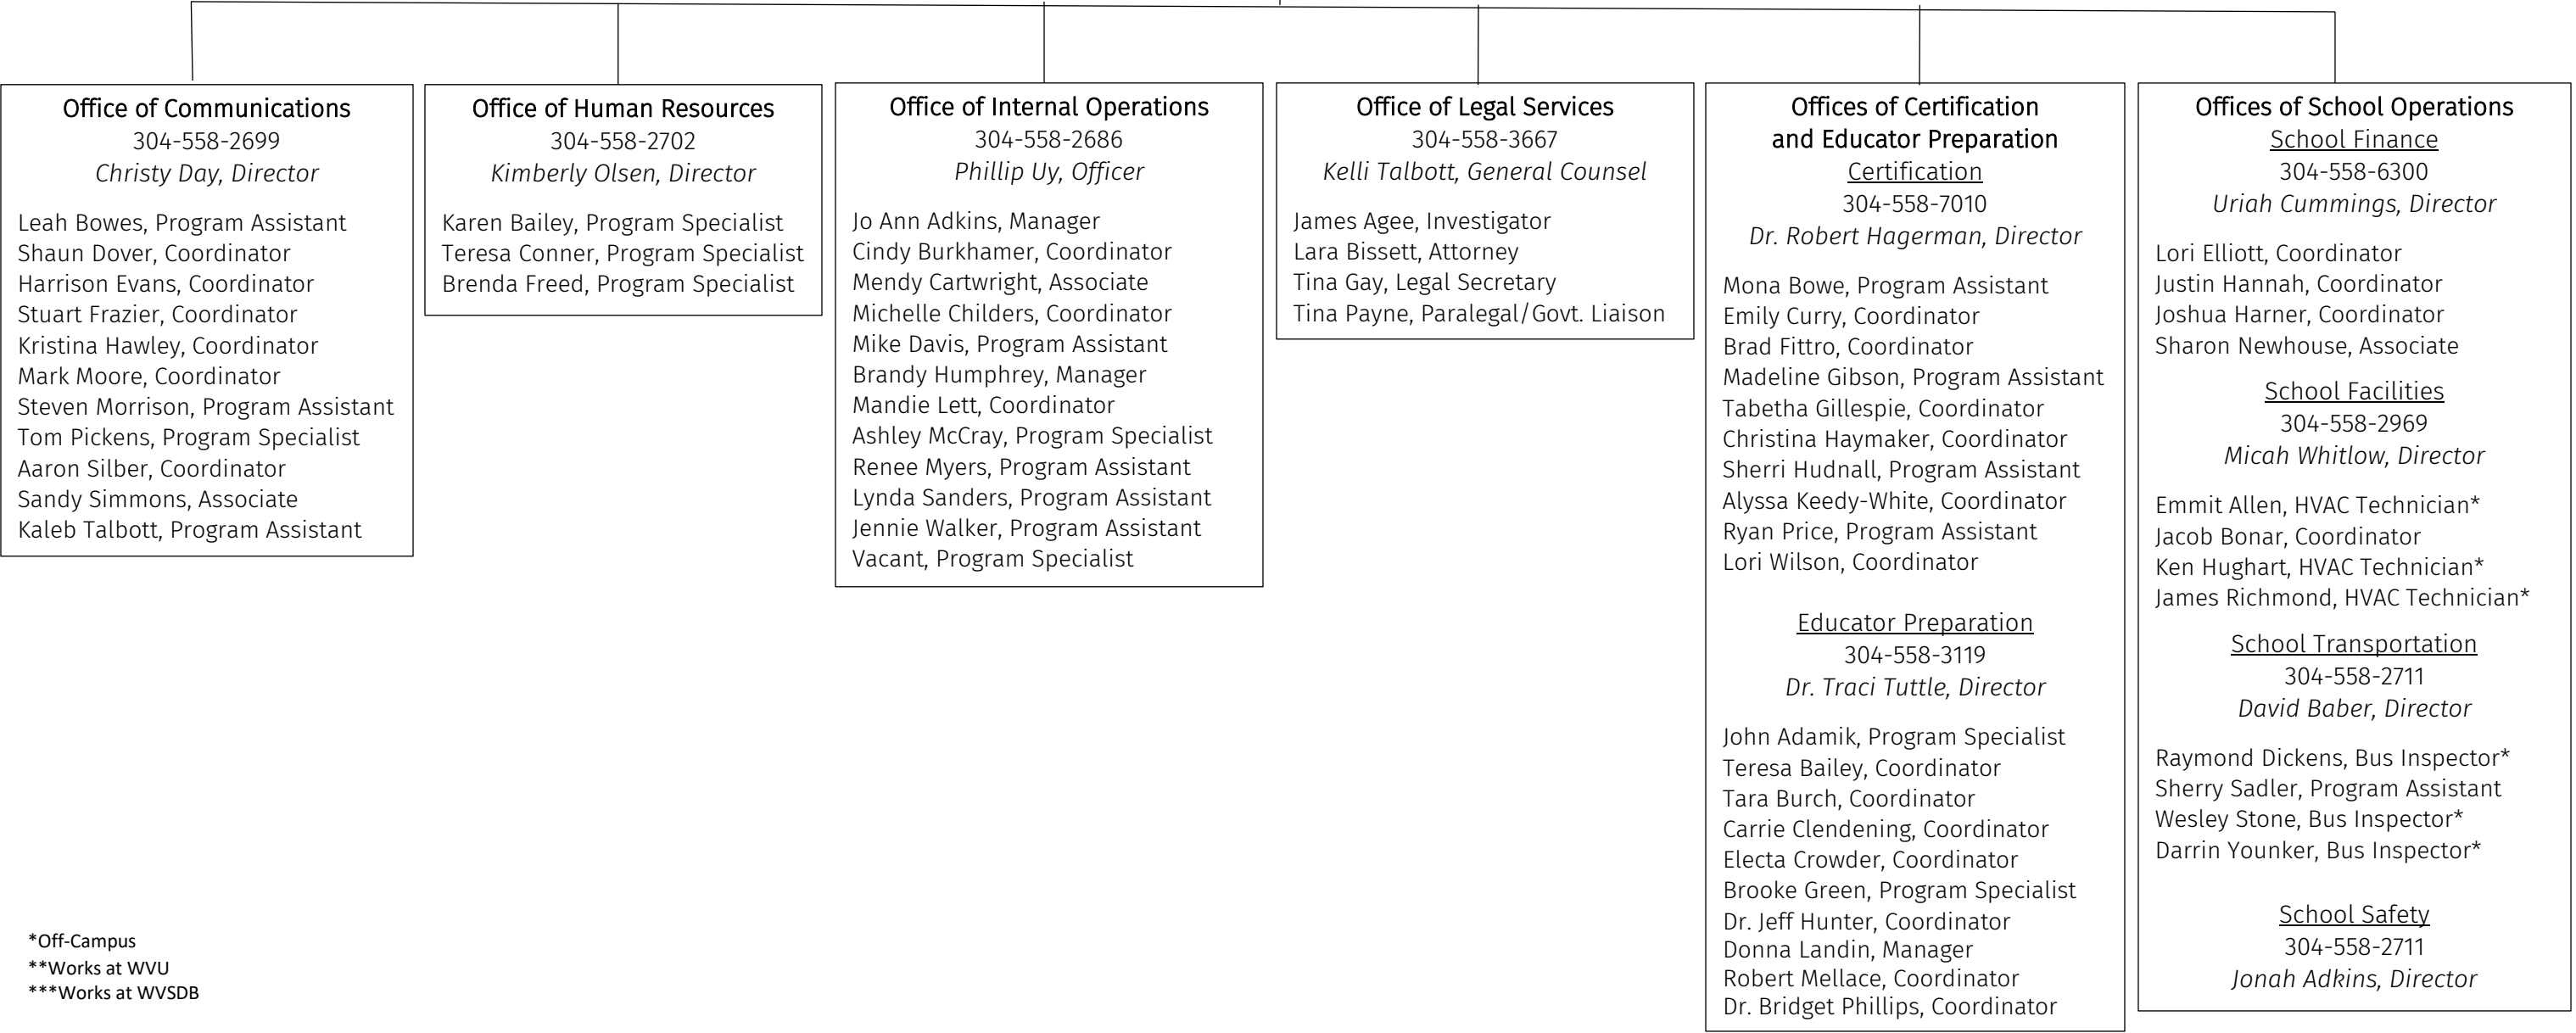 Office of Communications
304-558-2699
Christy Day, Director
Leah Bowes, Program Assistant
Shaun Dover, Coordinator
Harrison Evans, Coordinator
Stuart Frazier, Coordinator
Kristina Hawley, Coordinator
Mark Moore, Coordinator
Steven Morrison, Program Assistant
Tom Pickens, Program Specialist
Aaron Silber, Coordinator
Sandy Simmons, Associate
Kaleb Talbott, Program Assistant
Office of Human Resources
304-558-2702
Kimberly Olsen, Director
Karen Bailey, Program Specialist
Teresa Conner, Program Specialist
Brenda Freed, Program Specialist
Office of Internal Operations
304-558-2686
Phillip Uy, Officer
Jo Ann Adkins, Manager
Cindy Burkhamer, Coordinator
Mendy Cartwright, Associate
Michelle Childers, Coordinator
Mike Davis, Program Assistant
Brandy Humphrey, Manager
Mandie Lett, Coordinator
Ashley McCray, Program Specialist
Renee Myers, Program Assistant
Lynda Sanders, Program Assistant
Jennie Walker, Program Assistant
Vacant, Program Specialist
Office of Legal Services
304-558-3667
Kelli Talbott, General Counsel
James Agee, Investigator
Lara Bissett, Attorney
Tina Gay, Legal Secretary
Tina Payne, Paralegal/Govt. Liaison
Offices of Certification
and Educator Preparation
Certification
304-558-7010
Dr. Robert Hagerman, Director
Mona Bowe, Program Assistant
Emily Curry, Coordinator
Brad Fittro, Coordinator
Madeline Gibson, Program Assistant
Tabetha Gillespie, Coordinator
Christina Haymaker, Coordinator
Sherri Hudnall, Program Assistant
Alyssa Keedy-White, Coordinator
Ryan Price, Program Assistant
Lori Wilson, Coordinator
Educator Preparation
304-558-3119
Dr. Traci Tuttle, Director
John Adamik, Program Specialist
Teresa Bailey, Coordinator
Tara Burch, Coordinator
Carrie Clendening, Coordinator
Electa Crowder, Coordinator
Brooke Green, Program Specialist
Dr. Jeff Hunter, Coordinator
Donna Landin, Manager
Robert Mellace, Coordinator
Dr. Bridget Phillips, Coordinator
Offices of School Operations
School Finance
304-558-6300
Uriah Cummings, Director
Lori Elliott, Coordinator
Justin Hannah, Coordinator
Joshua Harner, Coordinator
Sharon Newhouse, Associate
School Facilities
304-558-2969
Micah Whitlow, Director
Emmit Allen, HVAC Technician*
Jacob Bonar, Coordinator
Ken Hughart, HVAC Technician*
James Richmond, HVAC Technician*
School Transportation
304-558-2711
David Baber, Director
Raymond Dickens, Bus Inspector*
Sherry Sadler, Program Assistant
Wesley Stone, Bus Inspector*
Darrin Younker, Bus Inspector*
School Safety
304-558-2711
Jonah Adkins, Director
*Off-Campus
**Works at WVU
***Works at WVSDB